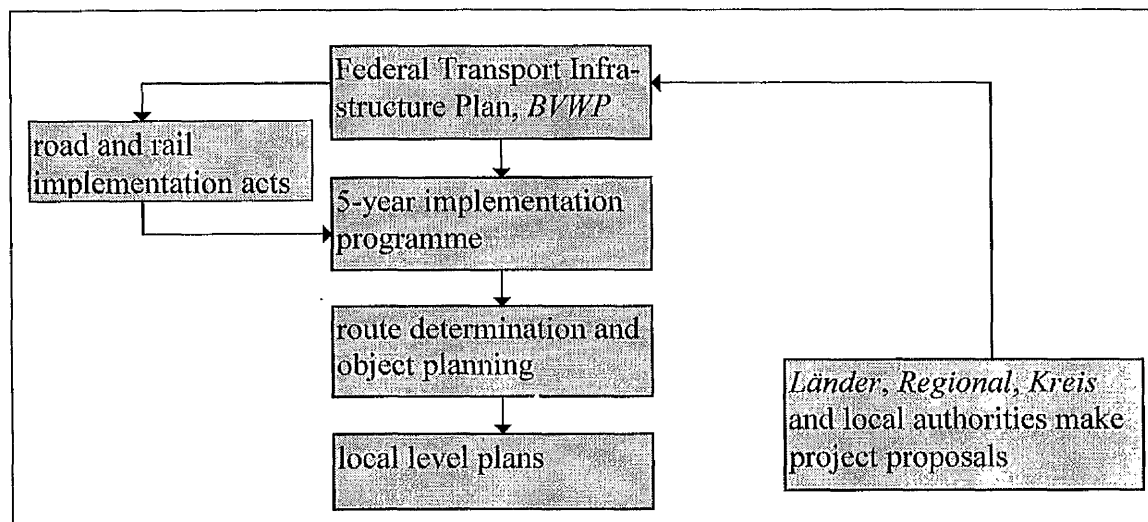 Federal Transport Infra-
structure Plan, BVWP
road and rail
implementation acts
5-year implementation
programme
route determination and
object planning
local level plans
Länder, Regional, Kreis
and local authorities make
project proposals